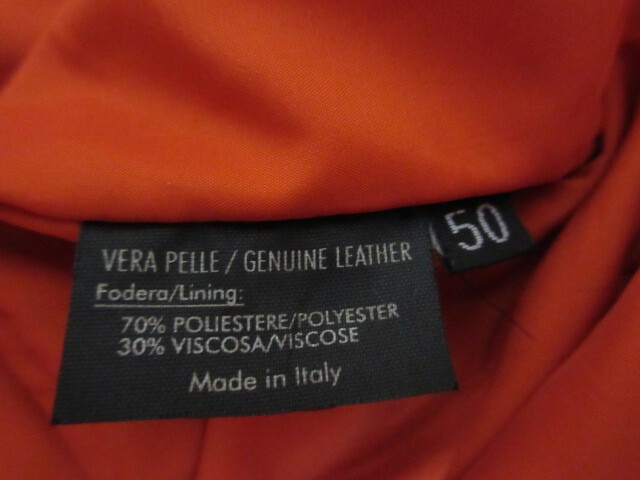 50
VERA PELLE / GENUINE LEATHER
Fodera/Lining:
70% POLIESTERE/POLYESTER
30% VISCOSA/VISCOSE
Made in Italy